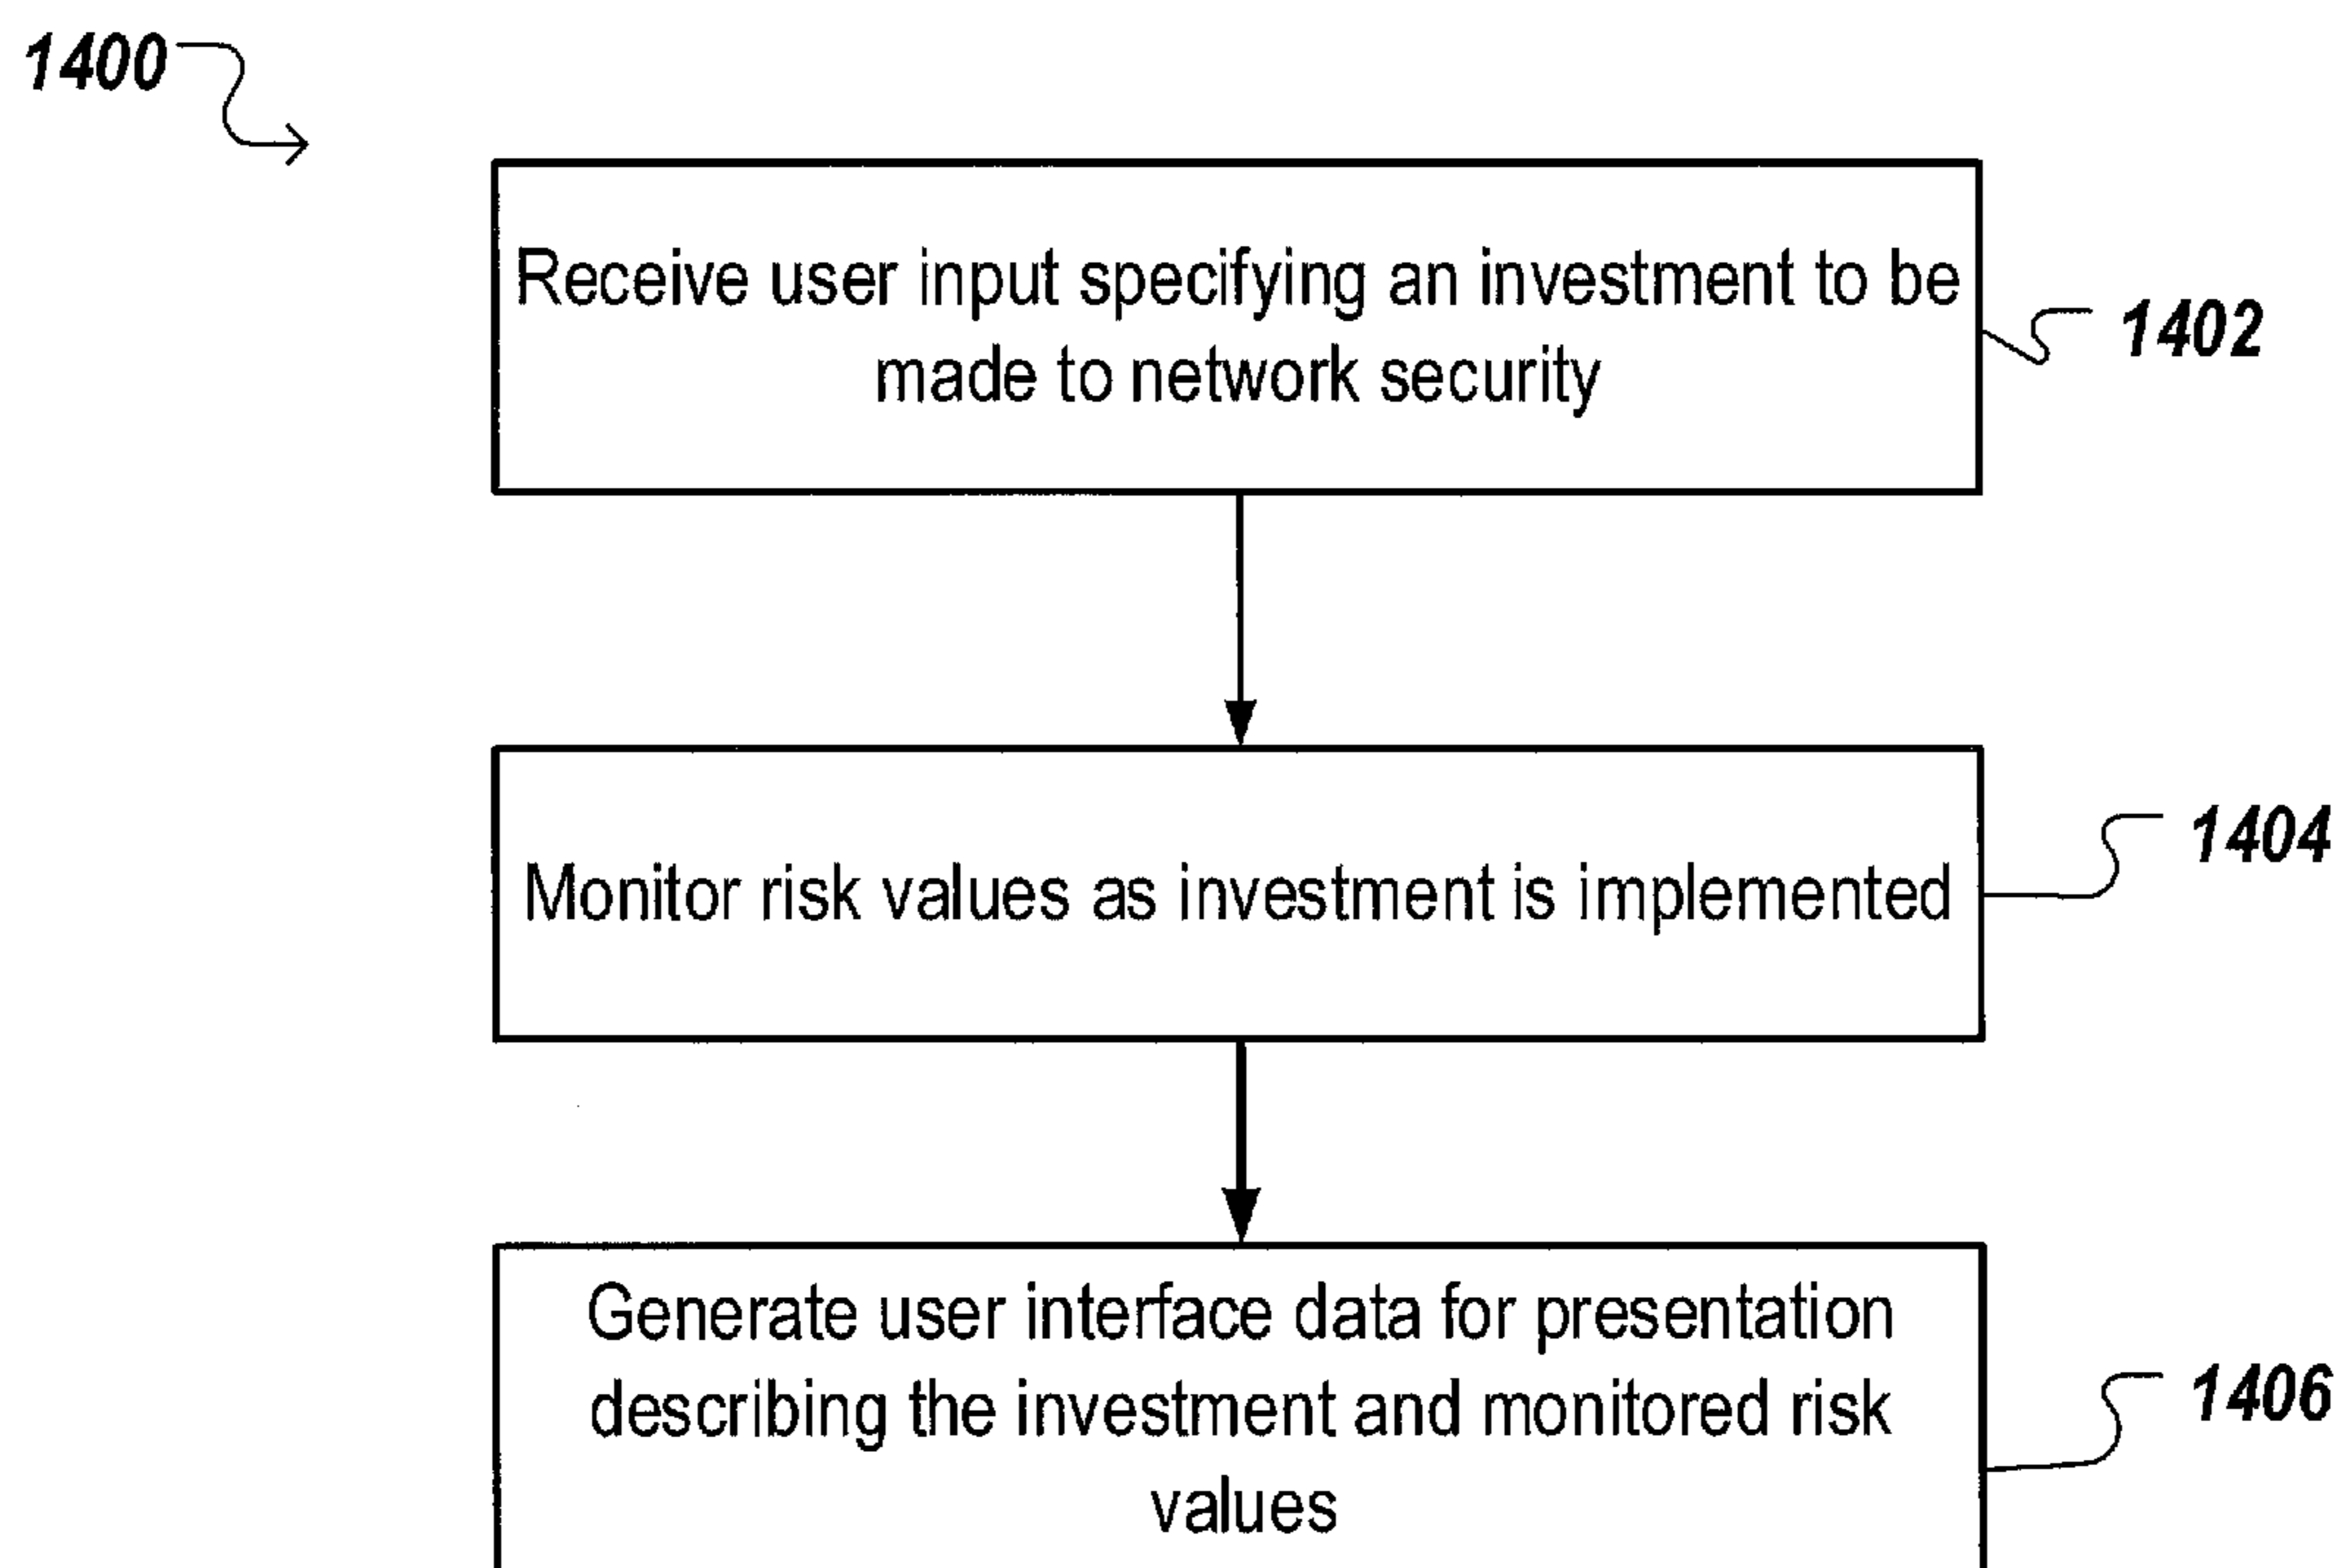 1400
Receive user input specifying an investment to be
made to network security
1402
Monitor risk values as investment is implemented
1404
Generate user interface data for presentation
describing the investment and monitored risk
values
1406